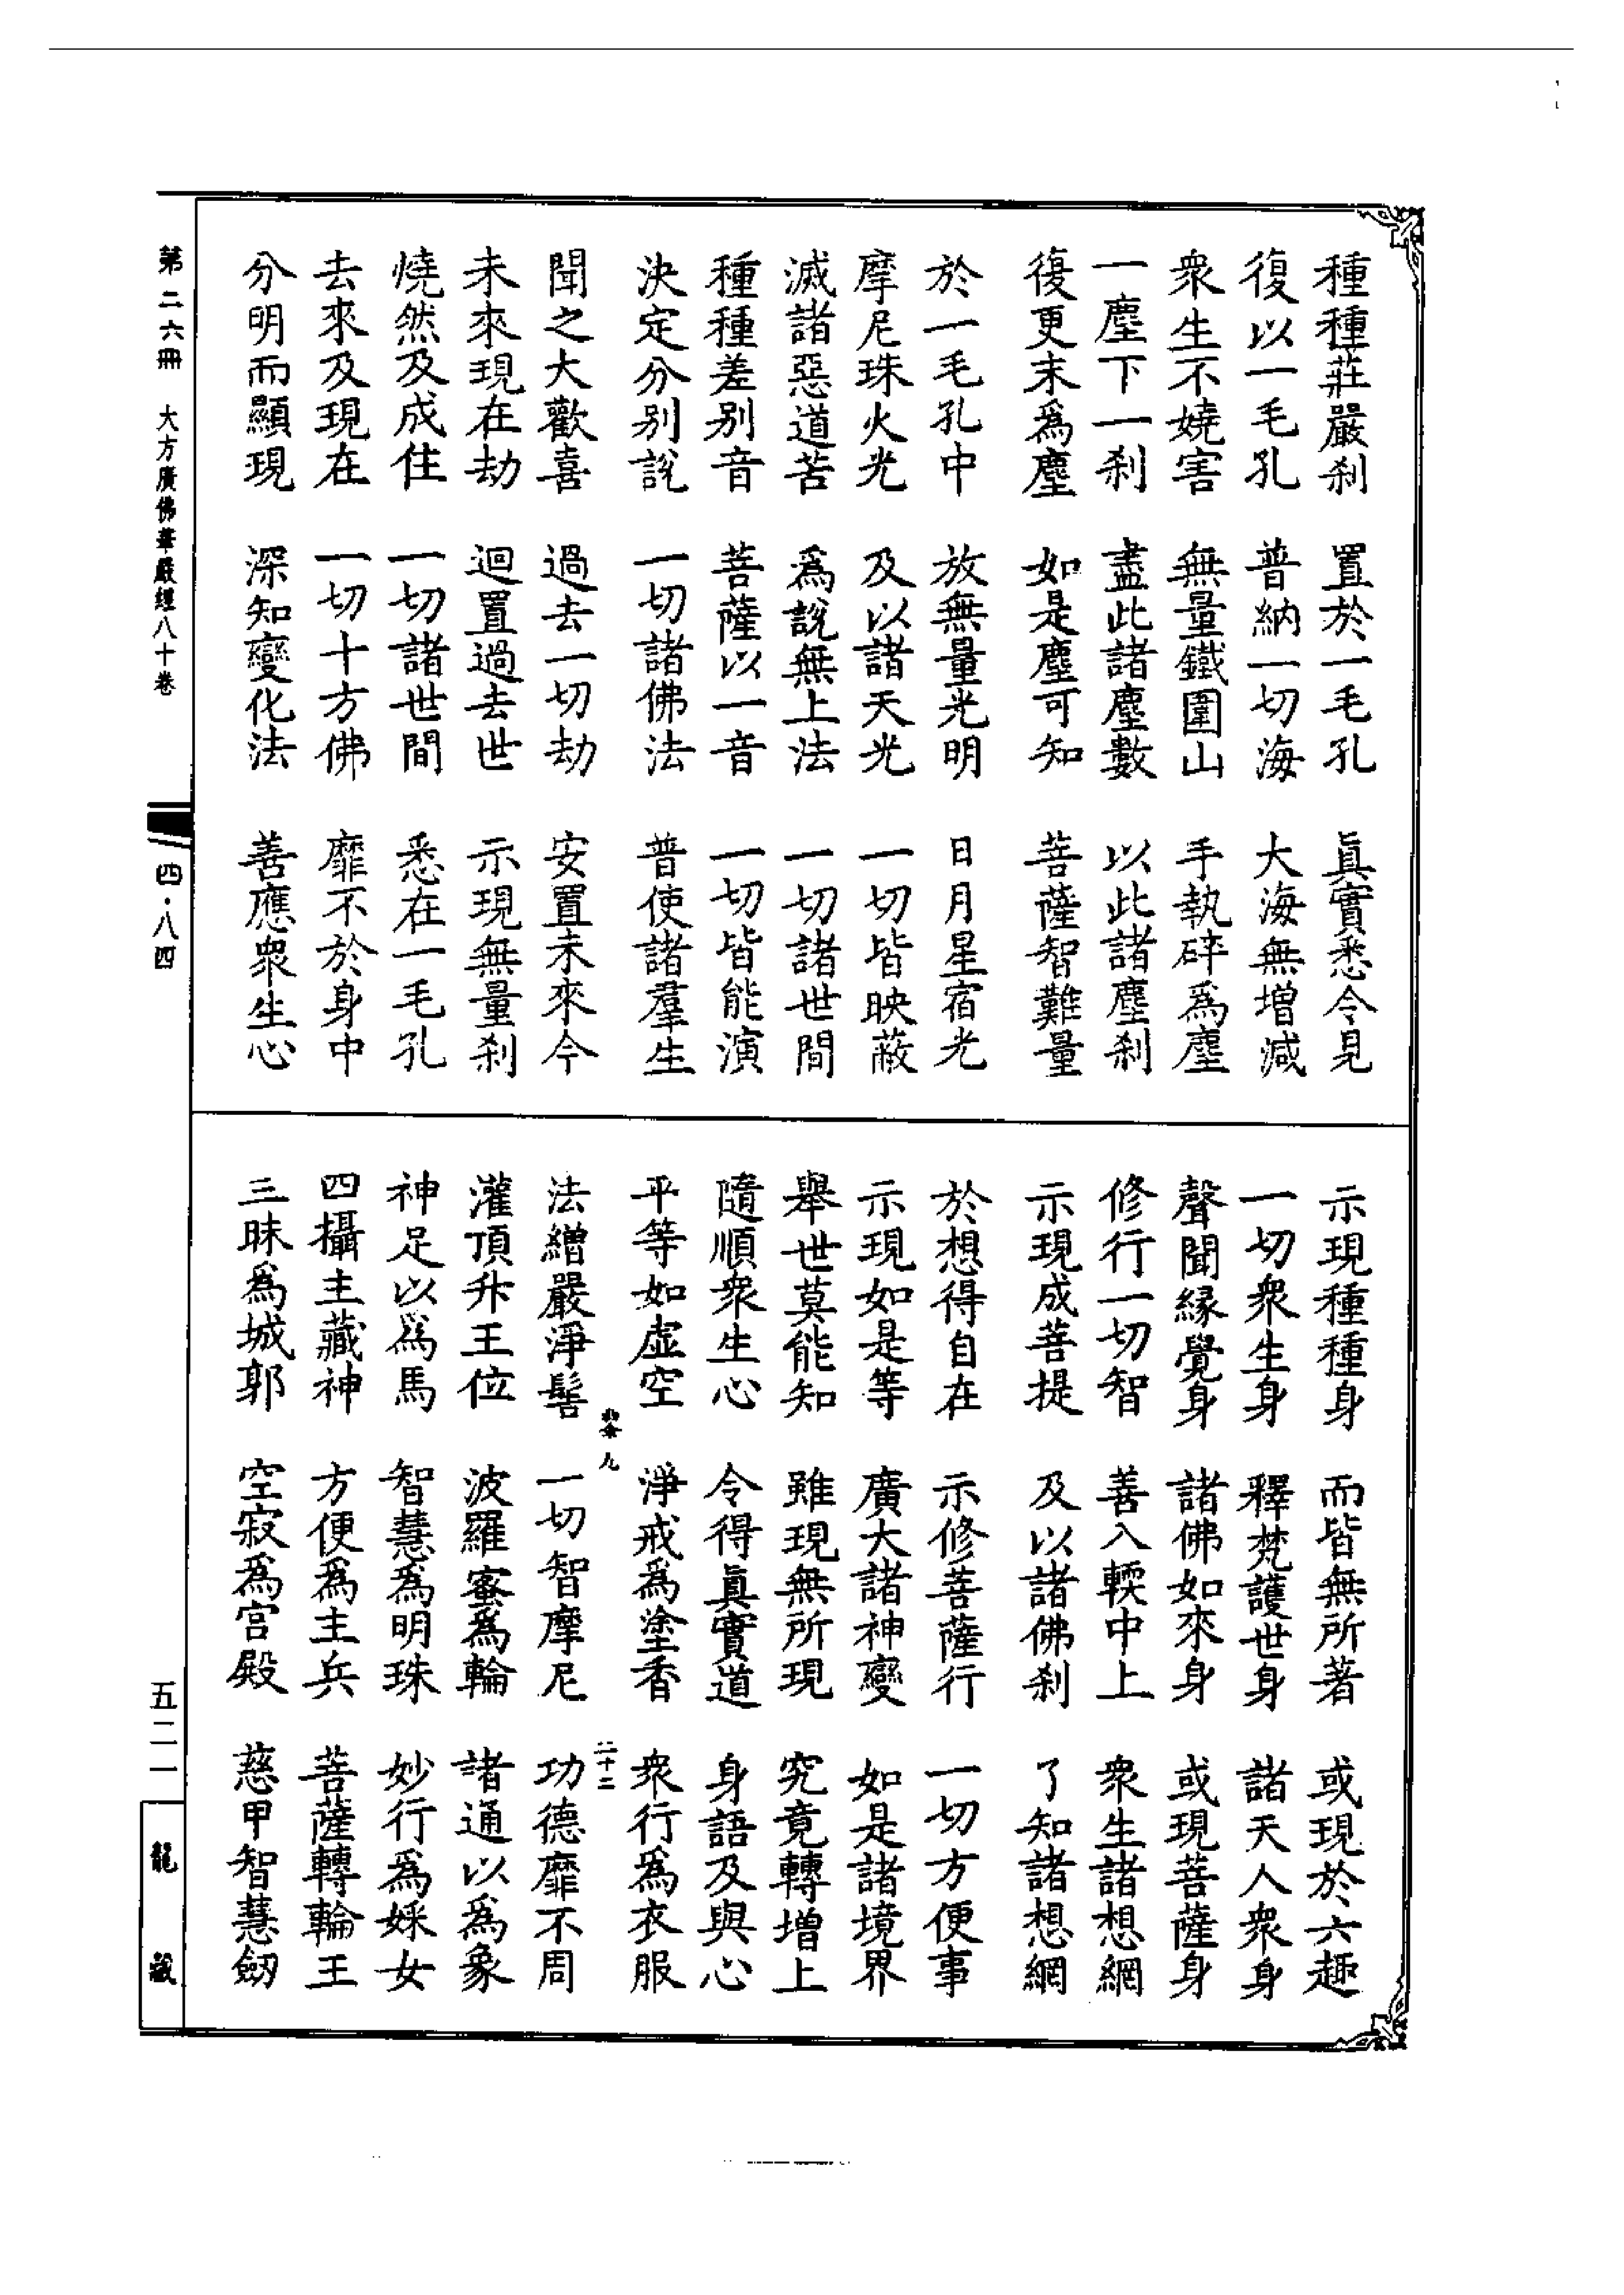 種種莊嚴刹　置於一毛孔　眞實悉令見
復以一毛孔　普納一切海　大海無増減
衆生不嬈害　無量鐵圍山　手執碎爲塵
一塵下一刹　盡此諸塵數　以此諸塵刹
復更末爲塵　如是塵可知　菩薩智難量
於一毛孔中　放無量光明　日月星宿光
摩尼珠火光　及以諸天光　一切皆映蔽
滅諸惡道苦　爲說無上法　一切諸世間
種種差别音　菩薩以一音　一切皆能演
決定分别說　一切諸佛法　普使諸羣生
聞之大歡喜　過去一切劫　安置未來今
未來現在劫　迴置過去世　示現無量刹
燒然及成住　一切諸世間　悉在一毛孔
去來及現在　一切十方佛　靡不於身中
分明而顯現　深知變化法　善應衆生心
示現種種身　而皆無所著　或現於六趣
一切衆生身　釋梵護世身　諸天人衆身
聲聞緣覺身　諸佛如來身　或現菩薩身
修行一切智　善入輭中上　衆生諸想網
示現成菩提　及以諸佛刹　了知諸想網
於想得自在　示修菩薩行　一切方便事
示現如是等　廣大諸神變　如是諸境界
舉世莫能知　雖現無所現　究竟轉增上
隨順衆生心　令得眞實道　身語及與心
平等如虛空　淨戒爲塗香　衆行爲衣服
九　二十二
法繒嚴淨髻　一切智摩尼　功德靡不周
灌頂升王位　波羅蜜爲輪　諸通以爲象
神足以爲馬　智慧爲明珠　妙行爲婇女
四攝主藏神　方便爲主兵　菩薩轉輪王
三昧爲城郭　空寂爲宫殿　慈甲智慧劒
第二六冊　大方廣佛華嚴經八十卷　四·八四　五二一　龍藏